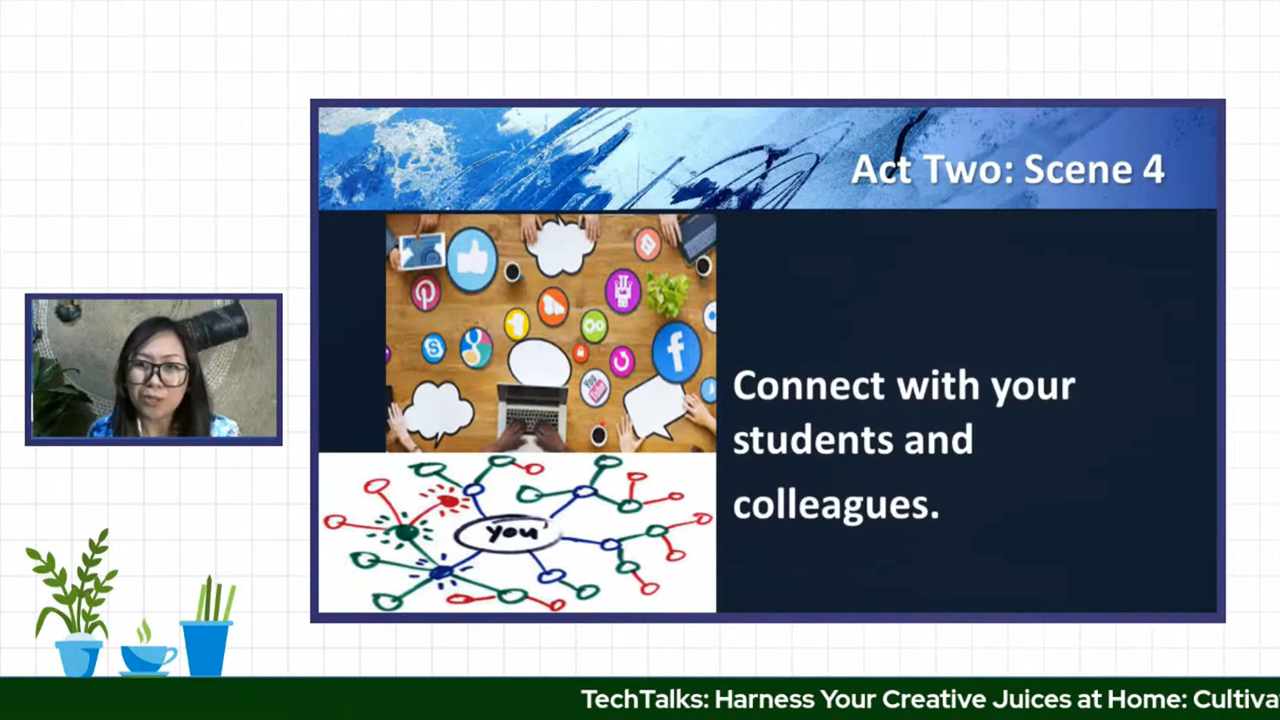 Act Two: Scene 4
Connect with your
students and
colleagues.
you
TechTalks: Harness Your Creative Juices at Home: Cultiva